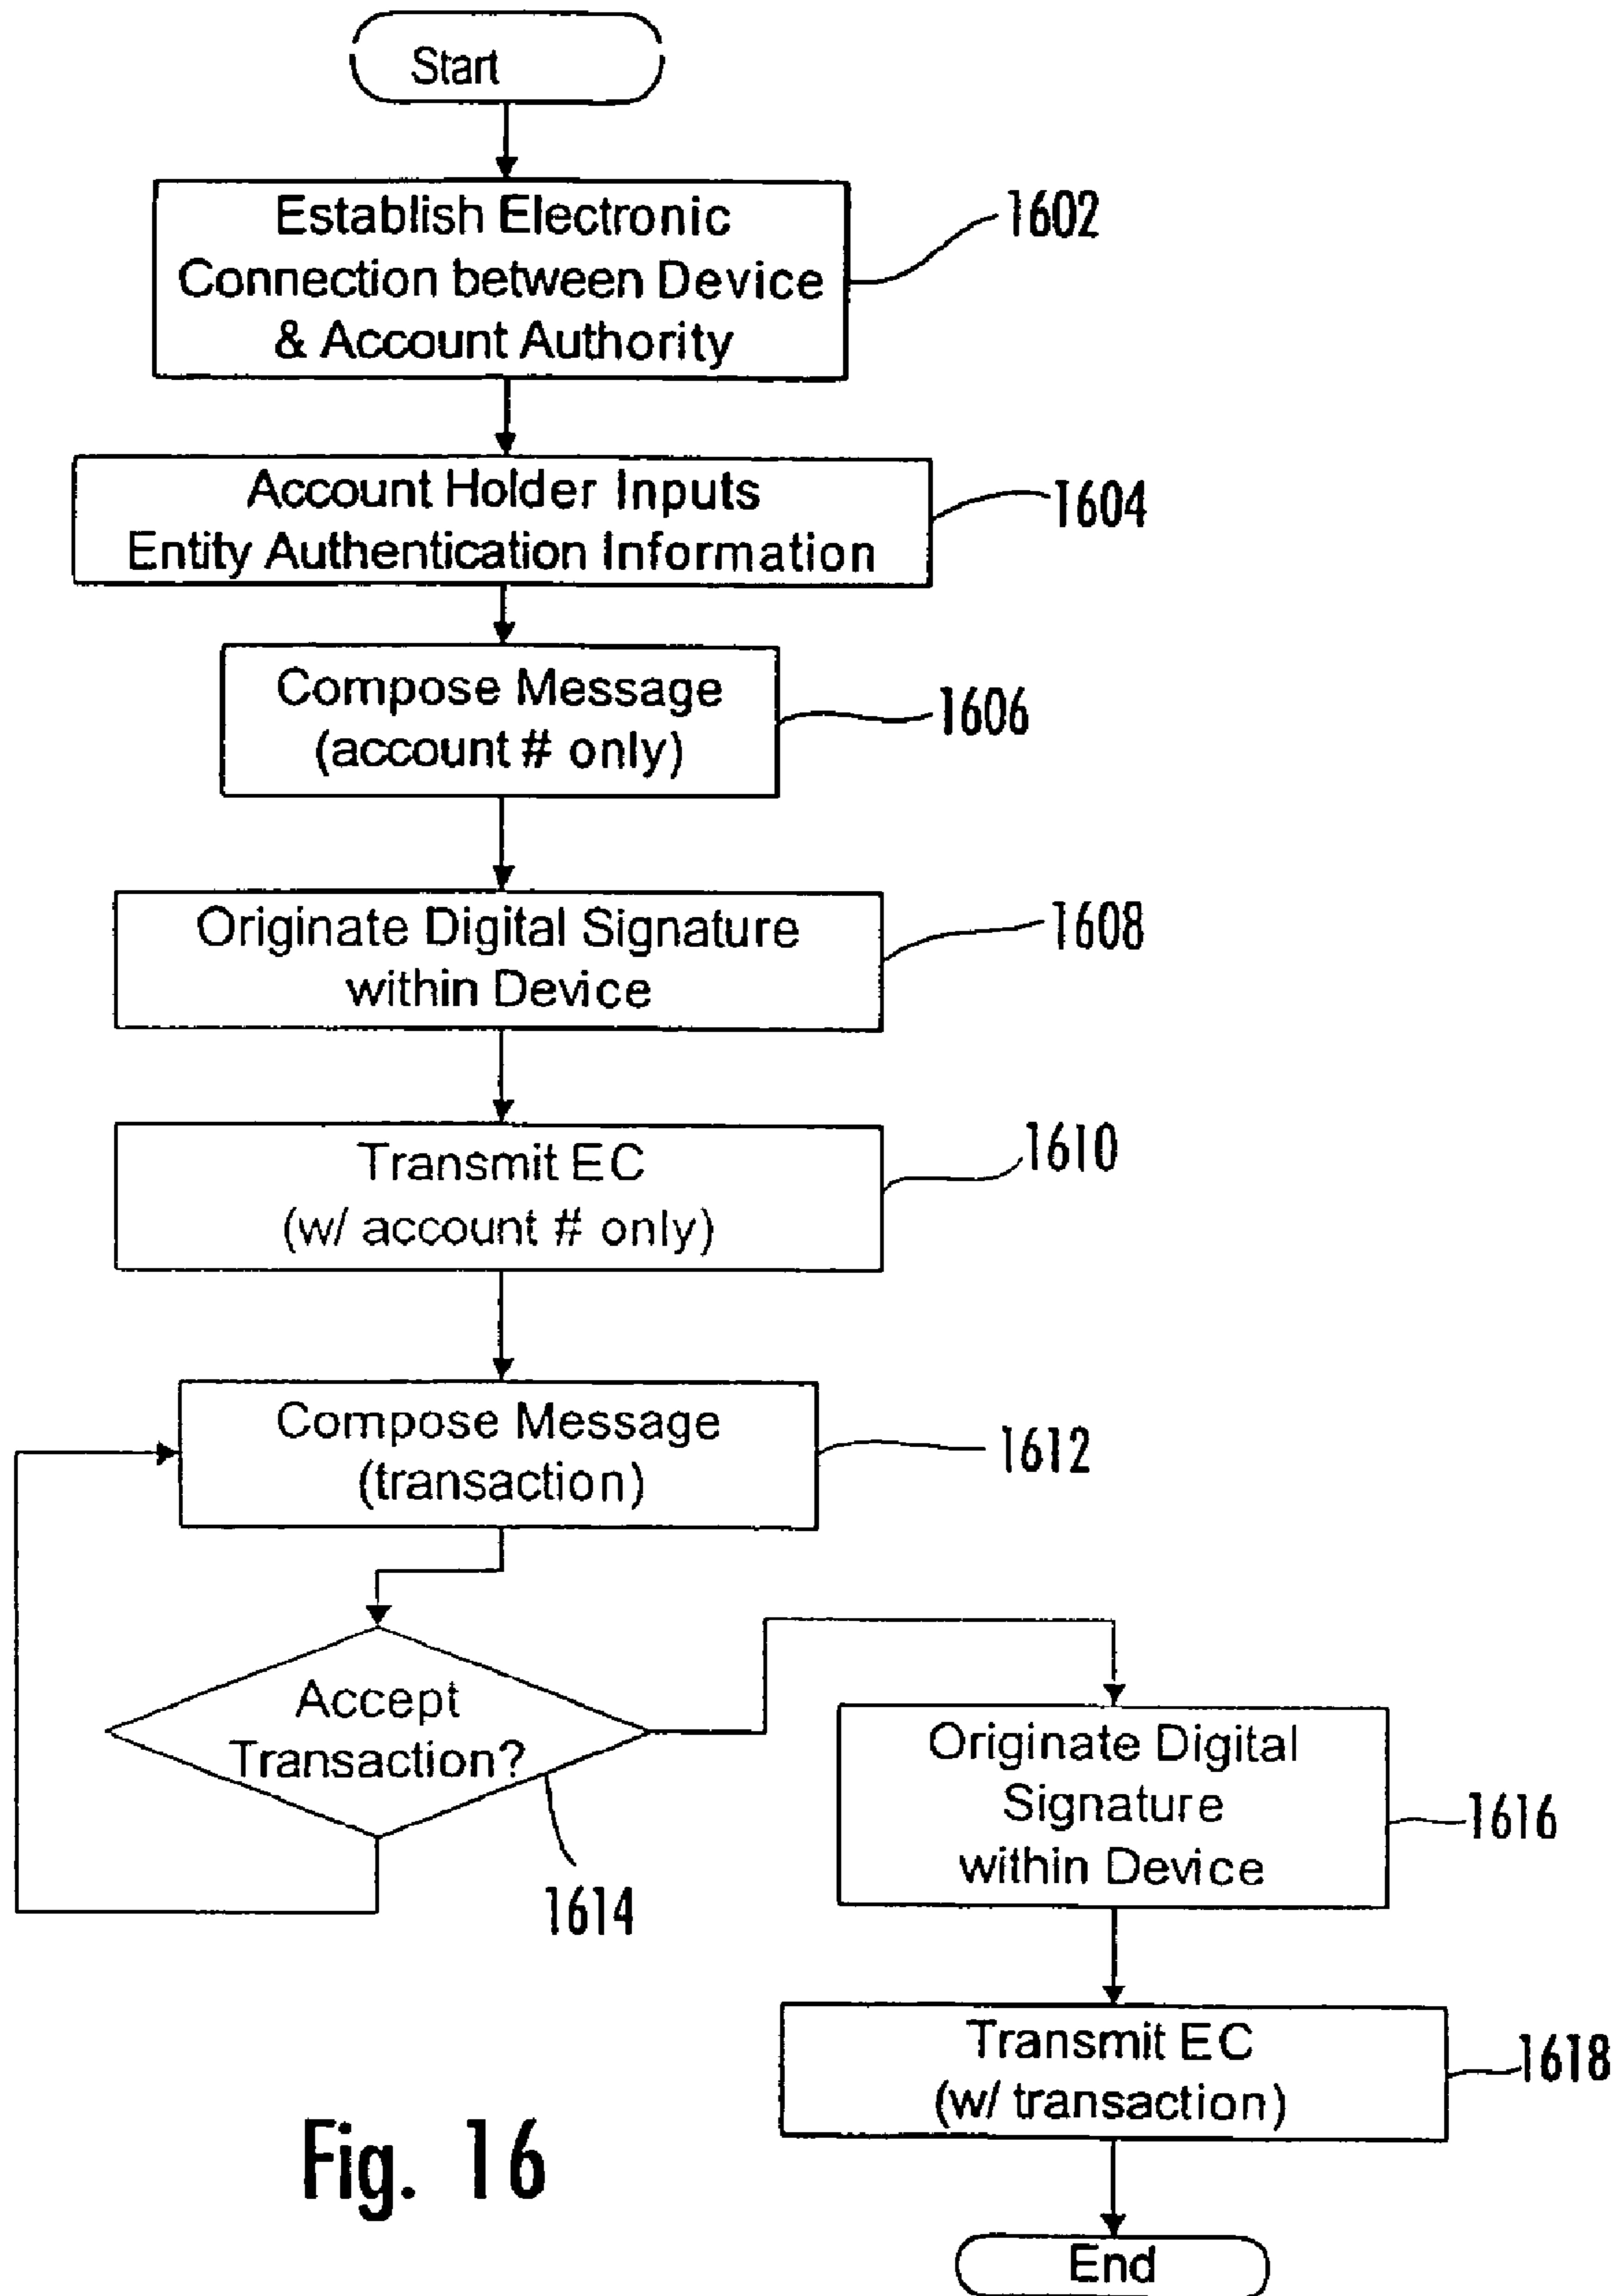 Start
Establish Electronic
Connection between Device
& Account Authority
1602
Account Holder Inputs
Entity Authentication Information
1604
Compose Message
(account # only)
1606
Originate Digital Signature
within Device
1608
Transmit EC
(w/ account # only)
1610
Compose Message
(transaction)
1612
Accept
Transaction?
1614
Originate Digital
Signature
within Device
1616
Transmit EC
(w/ transaction)
1618
End
Fig. 16